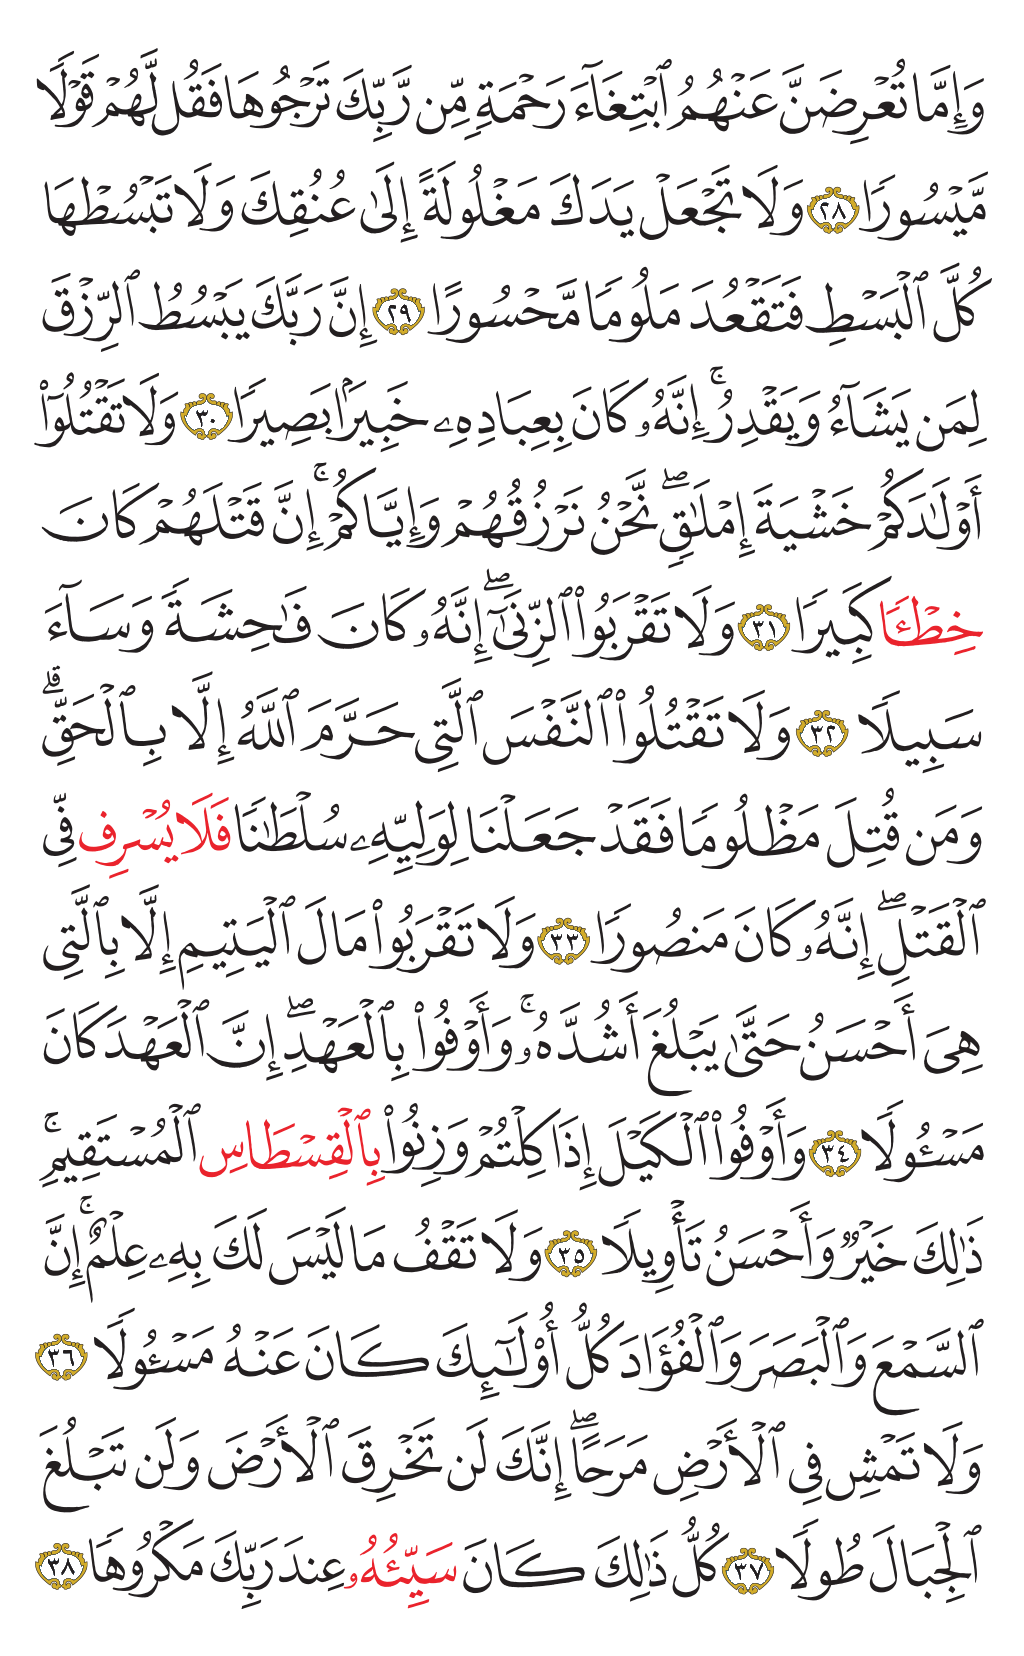 وَإِمَّا تُعْرِضَنَّ عَنْهُمُ ٱبْتِغَآءَ رَحْمَةٍ مِّن رَّبِّكَ تَرْجُوهَا فَقُل لَّهُمْ قَوْلًا
مَّيْسُورًا ٢٨ وَلَا تَجْعَلْ يَدَكَ مَغْلُولَةً إِلَىٰ عُنُقِكَ وَلَا تَبْسُطْهَا
كُلَّ ٱلْبَسْطِ فَتَقْعُدَ مَلُومًا مَّحْسُورًا ٢٩ إِنَّ رَبَّكَ يَبْسُطُ ٱلرِّزْقَ
لِمَن يَشَآءُ وَيَقْدِرُ ۚ إِنَّهُۥ كَانَ بِعِبَادِهِۦ خَبِيرًۢا بَصِيرًا ٣٠ وَلَا تَقْتُلُوٓا۟
أَوْلَٰدَكُمْ خَشْيَةَ إِمْلَٰقٍ ۖ نَّحْنُ نَرْزُقُهُمْ وَإِيَّاكُمْ ۚ إِنَّ قَتْلَهُمْ كَانَ
خِطْـًٔا كَبِيرًا ٣١ وَلَا تَقْرَبُوا۟ ٱلزِّنَىٰٓ ۖ إِنَّهُۥ كَانَ فَٰحِشَةً وَسَآءَ
سَبِيلًا ٣٢ وَلَا تَقْتُلُوا۟ ٱلنَّفْسَ ٱلَّتِى حَرَّمَ ٱللَّهُ إِلَّا بِٱلْحَقِّ ۗ
وَمَن قُتِلَ مَظْلُومًا فَقَدْ جَعَلْنَا لِوَلِيِّهِۦ سُلْطَٰنًا فَلَا يُسْرِف فِّى
ٱلْقَتْلِ ۖ إِنَّهُۥ كَانَ مَنصُورًا ٣٣ وَلَا تَقْرَبُوا۟ مَالَ ٱلْيَتِيمِ إِلَّا بِٱلَّتِى
هِىَ أَحْسَنُ حَتَّىٰ يَبْلُغَ أَشُدَّهُۥ ۚ وَأَوْفُوا۟ بِٱلْعَهْدِ ۖ إِنَّ ٱلْعَهْدَ كَانَ
مَسْـُٔولًا ٣٤ وَأَوْفُوا۟ ٱلْكَيْلَ إِذَا كِلْتُمْ وَزِنُوا۟ بِٱلْقِسْطَاسِ ٱلْمُسْتَقِيمِ ۚ
ذَٰلِكَ خَيْرٌ وَأَحْسَنُ تَأْوِيلًا ٣٥ وَلَا تَقْفُ مَا لَيْسَ لَكَ بِهِۦ عِلْمٌ ۚ إِنَّ
ٱلسَّمْعَ وَٱلْبَصَرَ وَٱلْفُؤَادَ كُلُّ أُو۟لَٰٓئِكَ كَانَ عَنْهُ مَسْـُٔولًا ٣٦
وَلَا تَمْشِ فِى ٱلْأَرْضِ مَرَحًا ۖ إِنَّكَ لَن تَخْرِقَ ٱلْأَرْضَ وَلَن تَبْلُغَ
ٱلْجِبَالَ طُولًا ٣٧ كُلُّ ذَٰلِكَ كَانَ سَيِّئُهُۥ عِندَ رَبِّكَ مَكْرُوهًا ٣٨